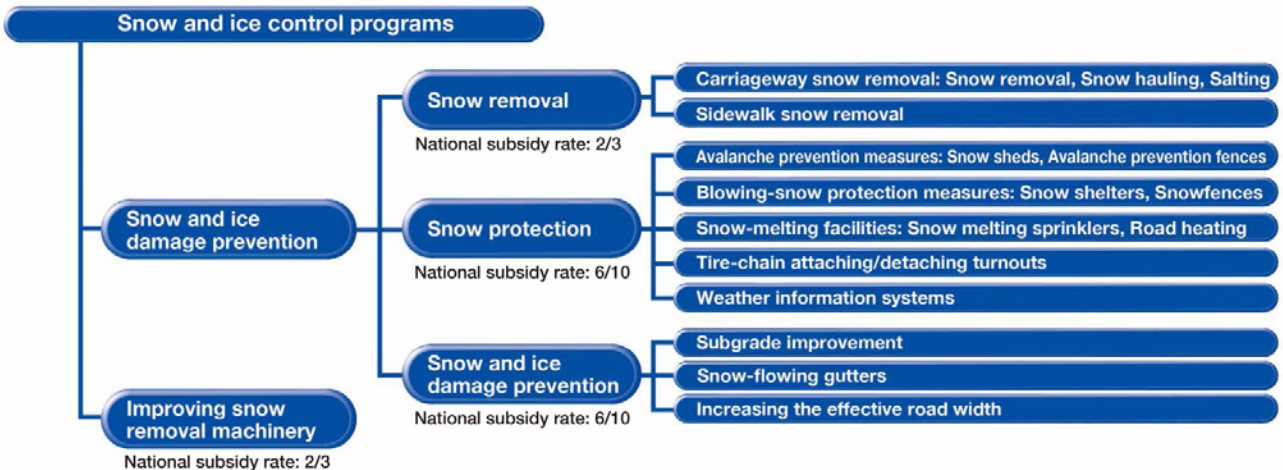 Snow and ice control programs
Snow removal
National subsidy rate: 2/3
Carriageway snow removal: Snow removal, Snow hauling, Salting
Sidewalk snow removal
Snow and ice
damage prevention
Snow protection
National subsidy rate: 6/10
Avalanche prevention measures: Snow sheds, Avalanche prevention fences
Blowing-snow protection measures: Snow shelters, Snowfences
Snow-melting facilities: Snow melting sprinklers, Road heating
Tire-chain attaching/detaching turnouts
Weather information systems
Snow and ice
damage prevention
National subsidy rate: 6/10
Subgrade improvement
Snow-flowing gutters
Increasing the effective road width
Improving snow
removal machinery
National subsidy rate: 2/3